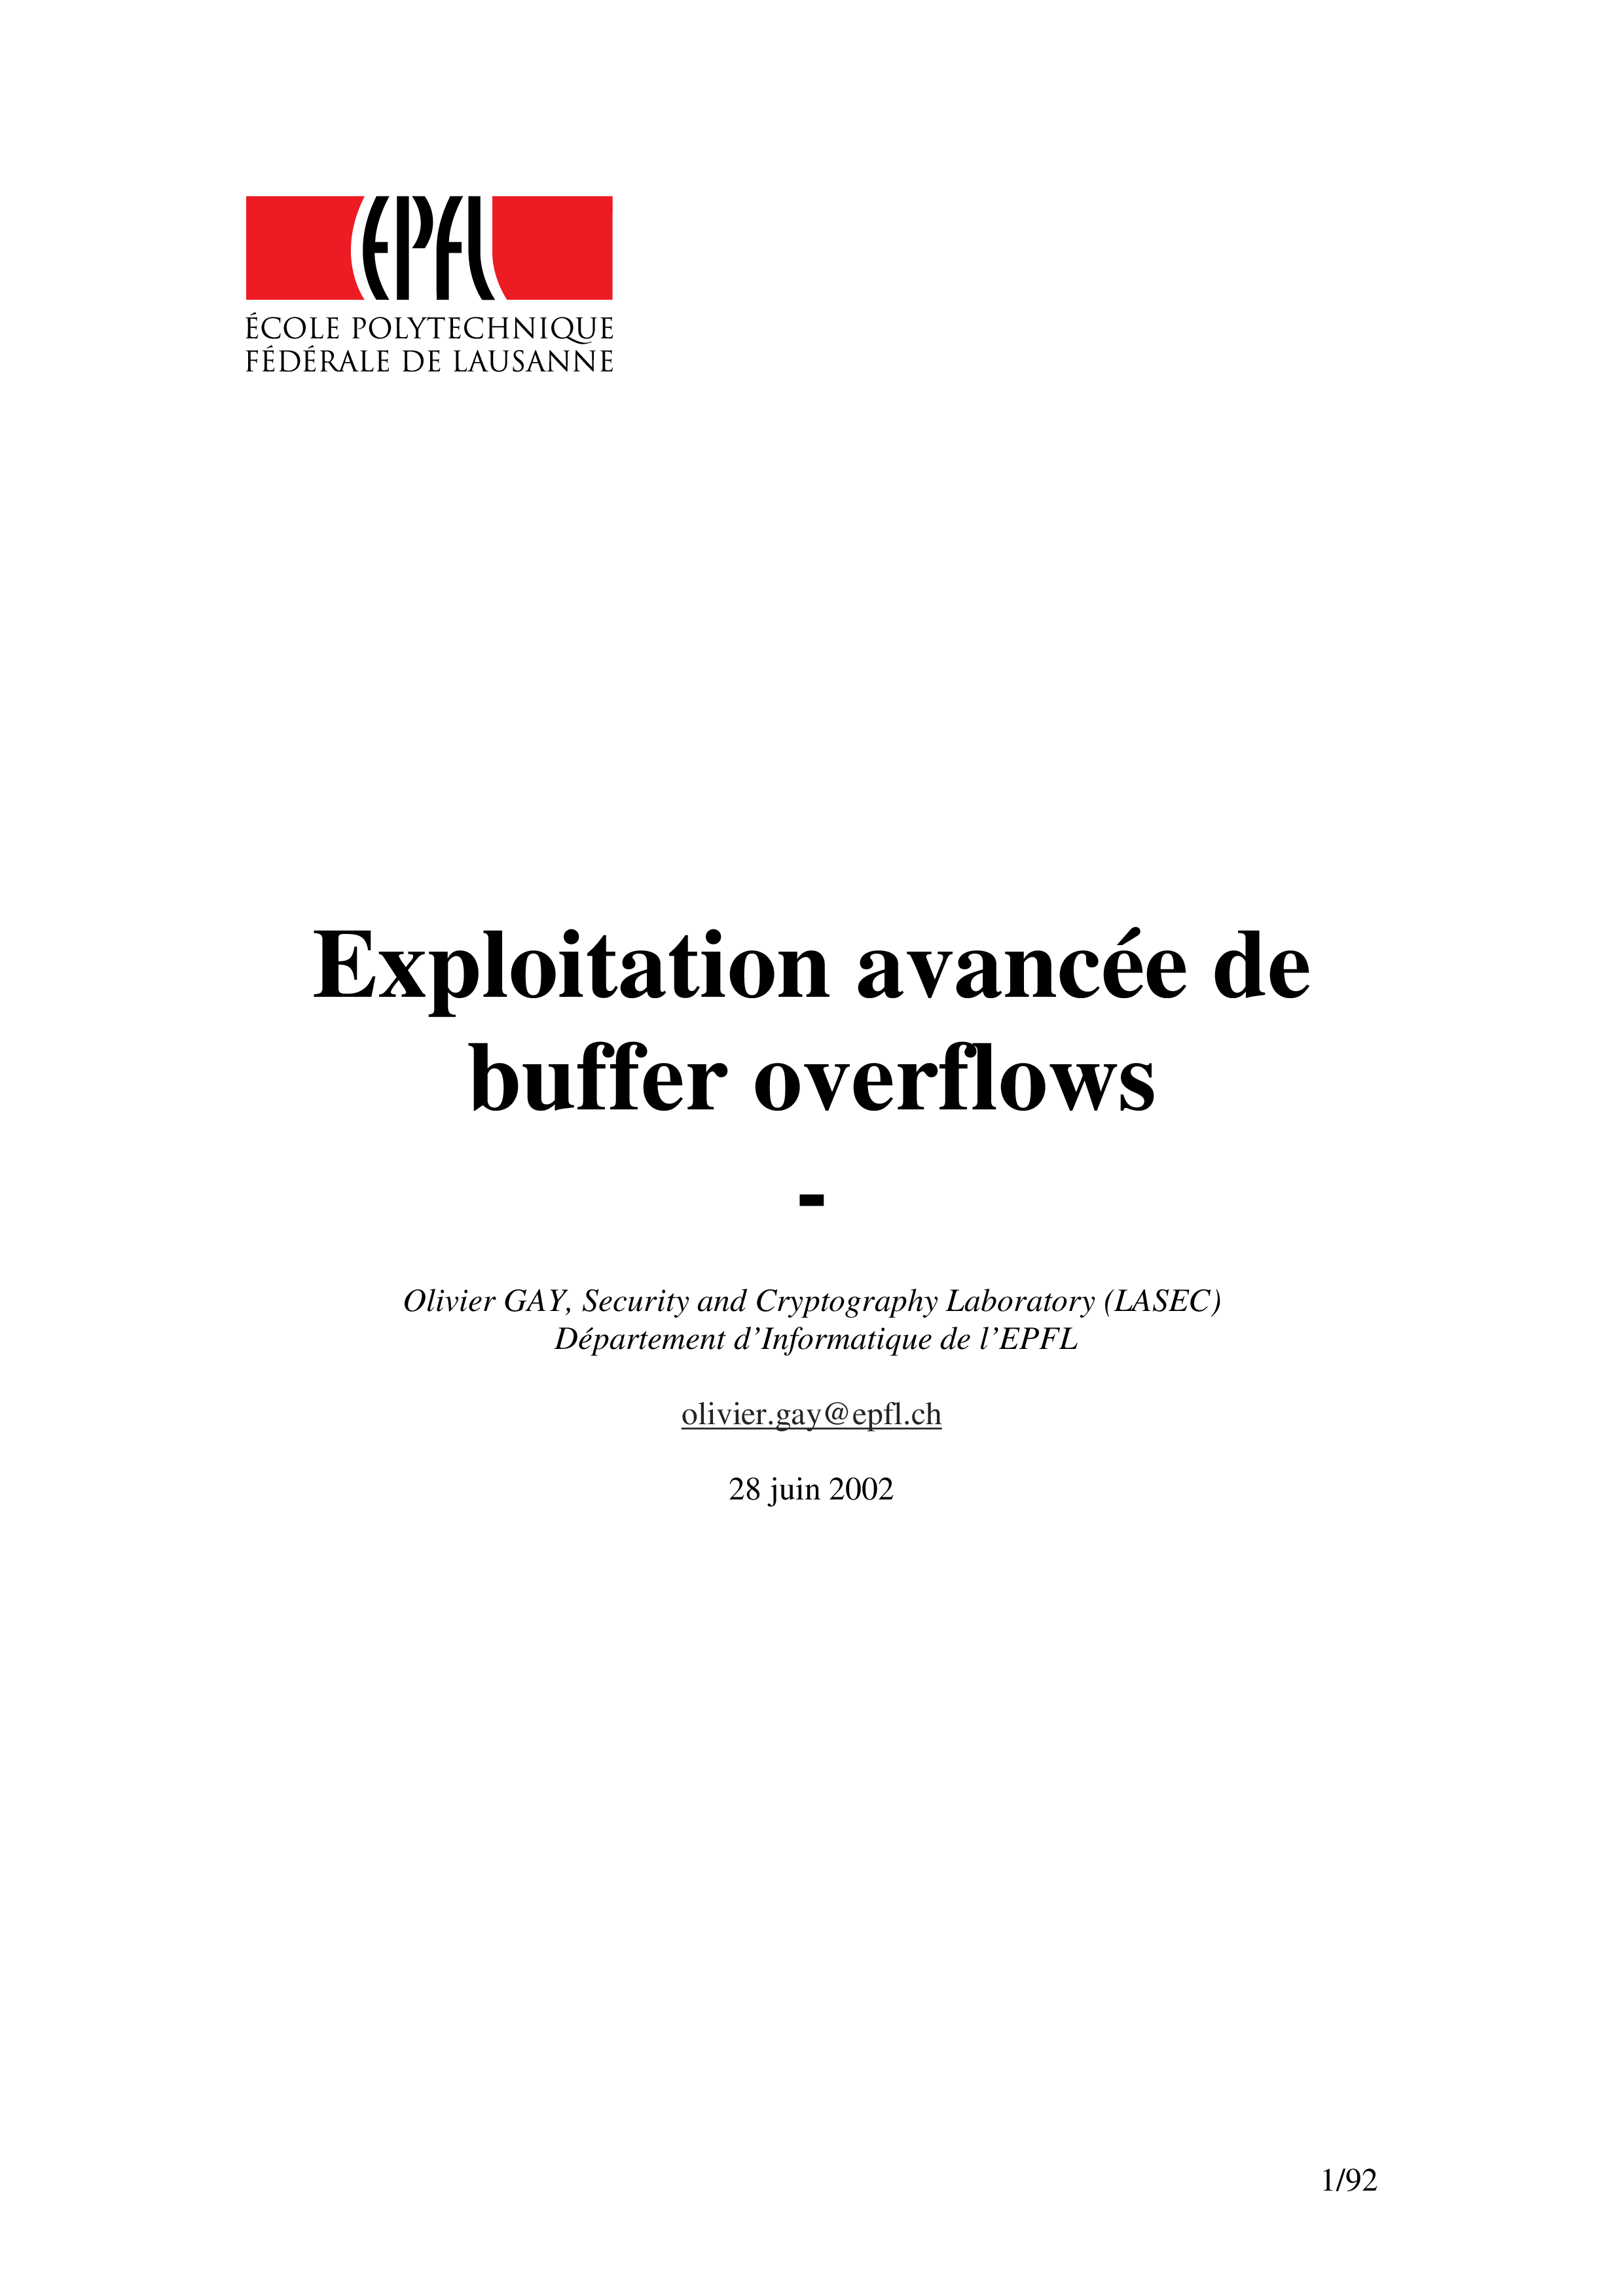 EPFL
ÉCOLE POLYTECHNIQUE
FÉDÉRALE DE LAUSANNE
Exploitation avancée de
buffer overflows
-
Olivier GAY, Security and Cryptography Laboratory (LASEC)
Département d’Informatique de l’EPFL
olivier.gay@epfl.ch
28 juin 2002
1/92